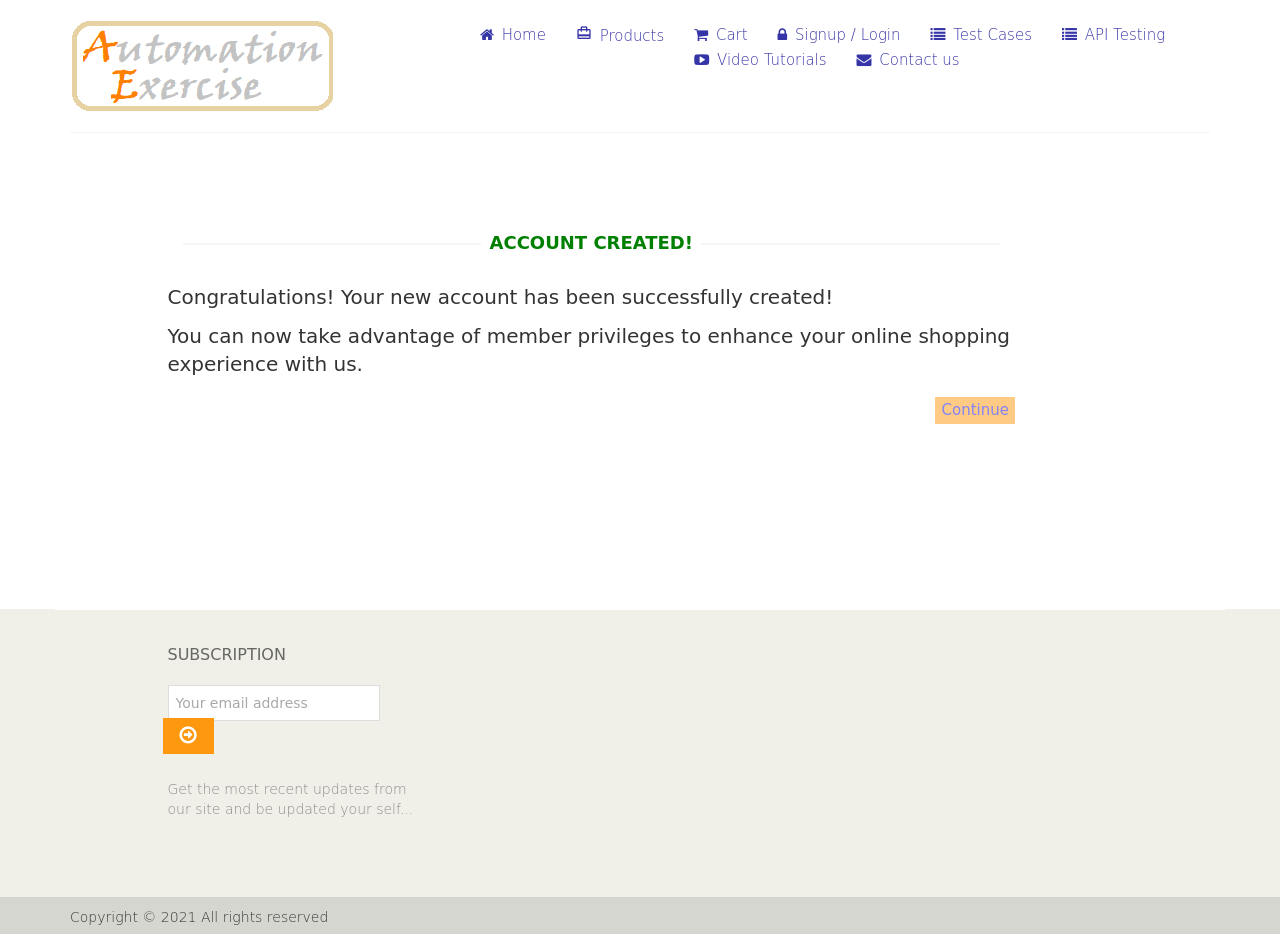 Automation
Exercise
Home
Products
Cart
Signup / Login
Test Cases
API Testing
Video Tutorials
Contact us
ACCOUNT CREATED!
Congratulations! Your new account has been successfully created!
You can now take advantage of member privileges to enhance your online shopping
experience with us.
Continue
SUBSCRIPTION
Your email address
Get the most recent updates from
our site and be updated your self...
Copyright © 2021 All rights reserved